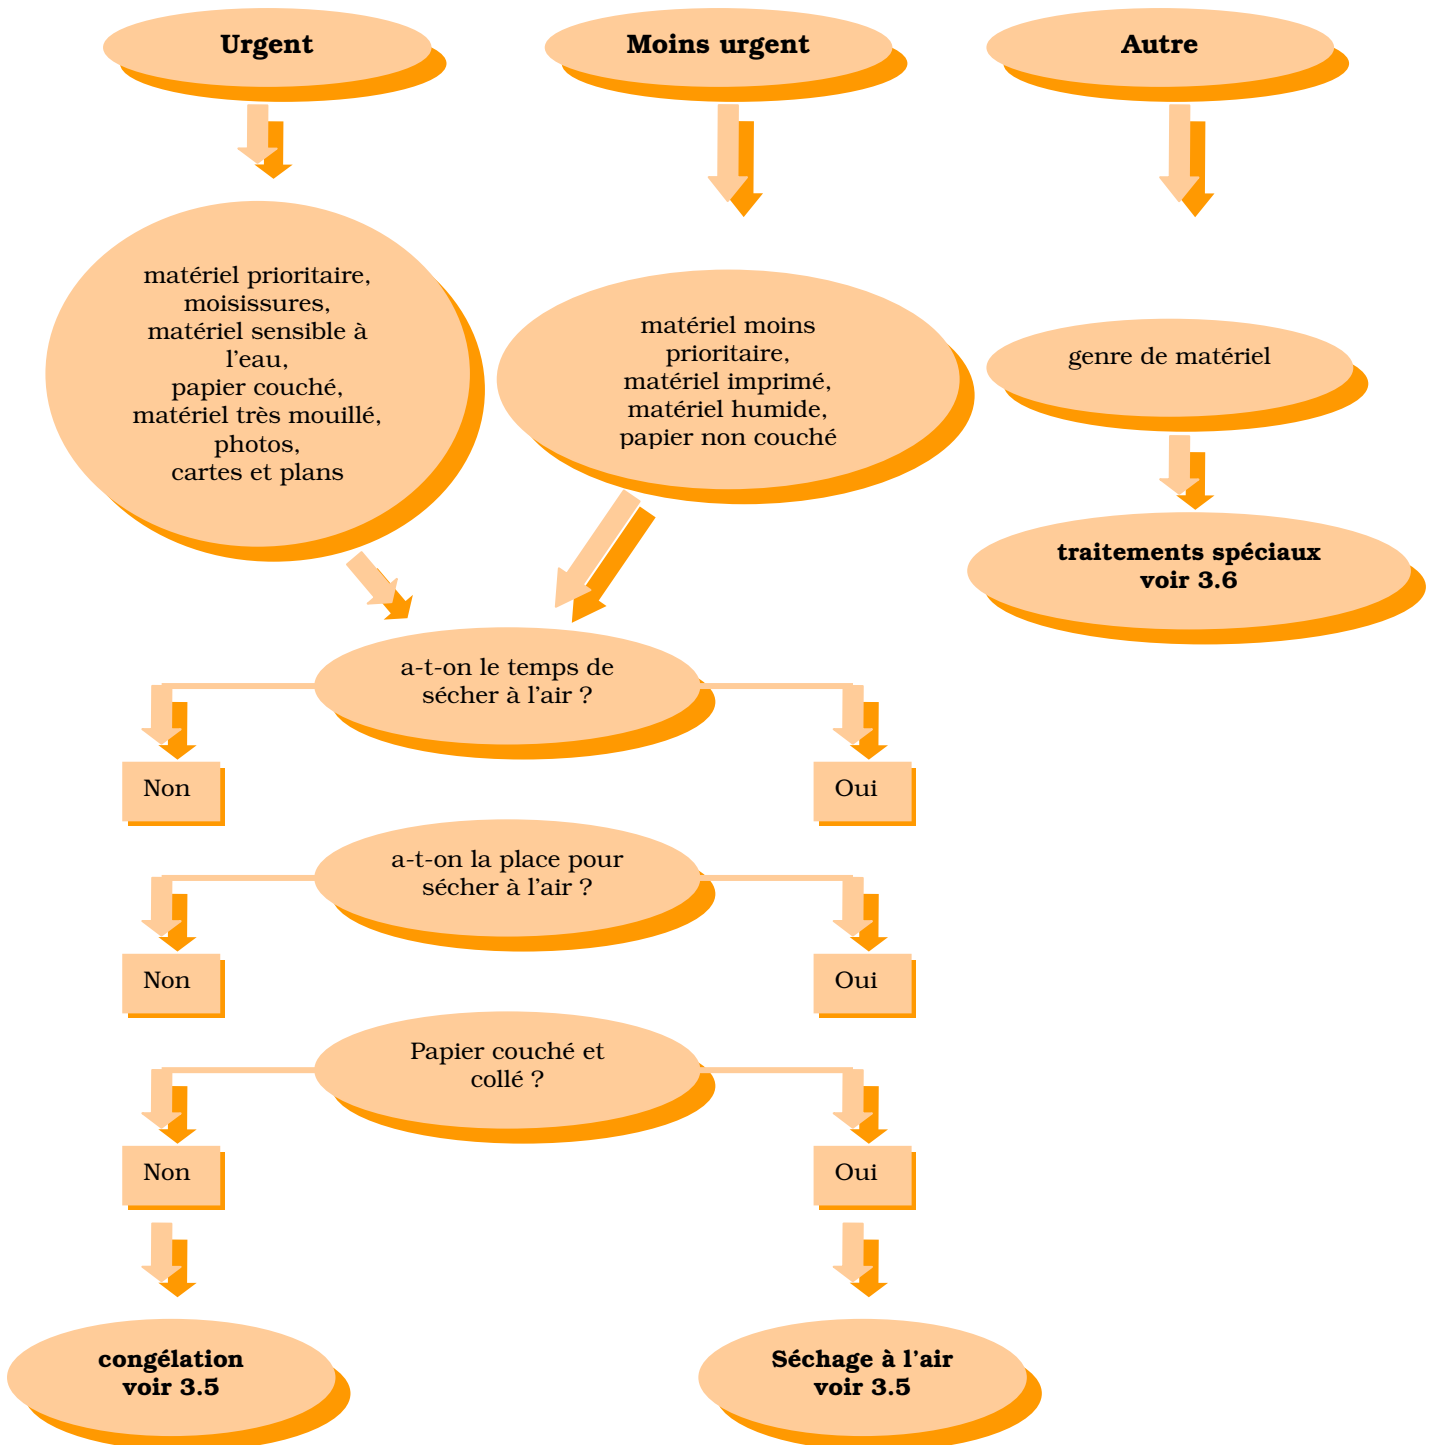 Urgent
Moins urgent
Autre
matériel prioritaire,
moisissures,
matériel sensible à
l’eau,
papier couché,
matériel très mouillé,
photos,
cartes et plans
matériel moins
prioritaire,
matériel imprimé,
matériel humide,
papier non couché
genre de matériel
traitements spéciaux
voir 3.6
a-t-on le temps de
sécher à l’air ?
Non
Oui
a-t-on la place pour
sécher à l’air ?
Non
Oui
Papier couché et
collé ?
Non
Oui
congélation
voir 3.5
Séchage à l’air
voir 3.5